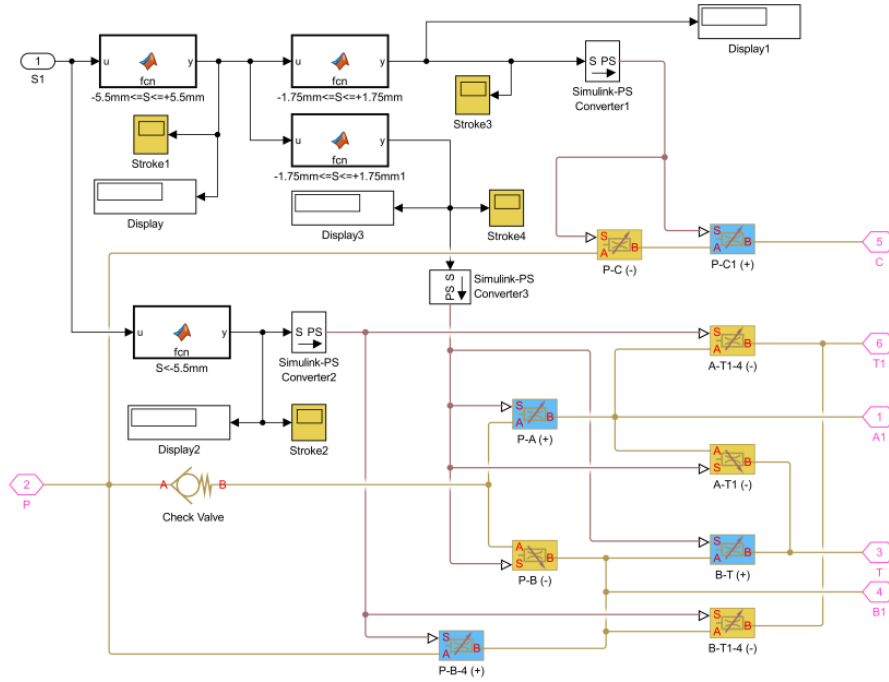 Display1
1
S1
u
fcn
y
-5.5mm<=S<=+5.5mm
u
fcn
y
-1.75mm<=S<=+1.75mm
S PS
Simulink-PS
Converter1
Stroke3
Stroke1
u
fcn
y
-1.75mm<=S<=+1.75mm1
Display
Display3
Stroke4
S
A
B
P-C (-)
S
A
B
P-C1 (+)
5
C
PS S
Simulink-PS
Converter3
u
fcn
y
S<-5.5mm
S PS
Simulink-PS
Converter2
S
A
B
A-T1-4 (-)
6
T1
Display2
Stroke2
S
A
B
P-A (+)
1
A1
A
S
B
A-T1 (-)
2
P
A
B
Check Valve
A
S
B
P-B (-)
S
A
B
B-T (+)
3
T
4
B1
S
A
B
B-T1-4 (-)
S
A
B
P-B-4 (+)